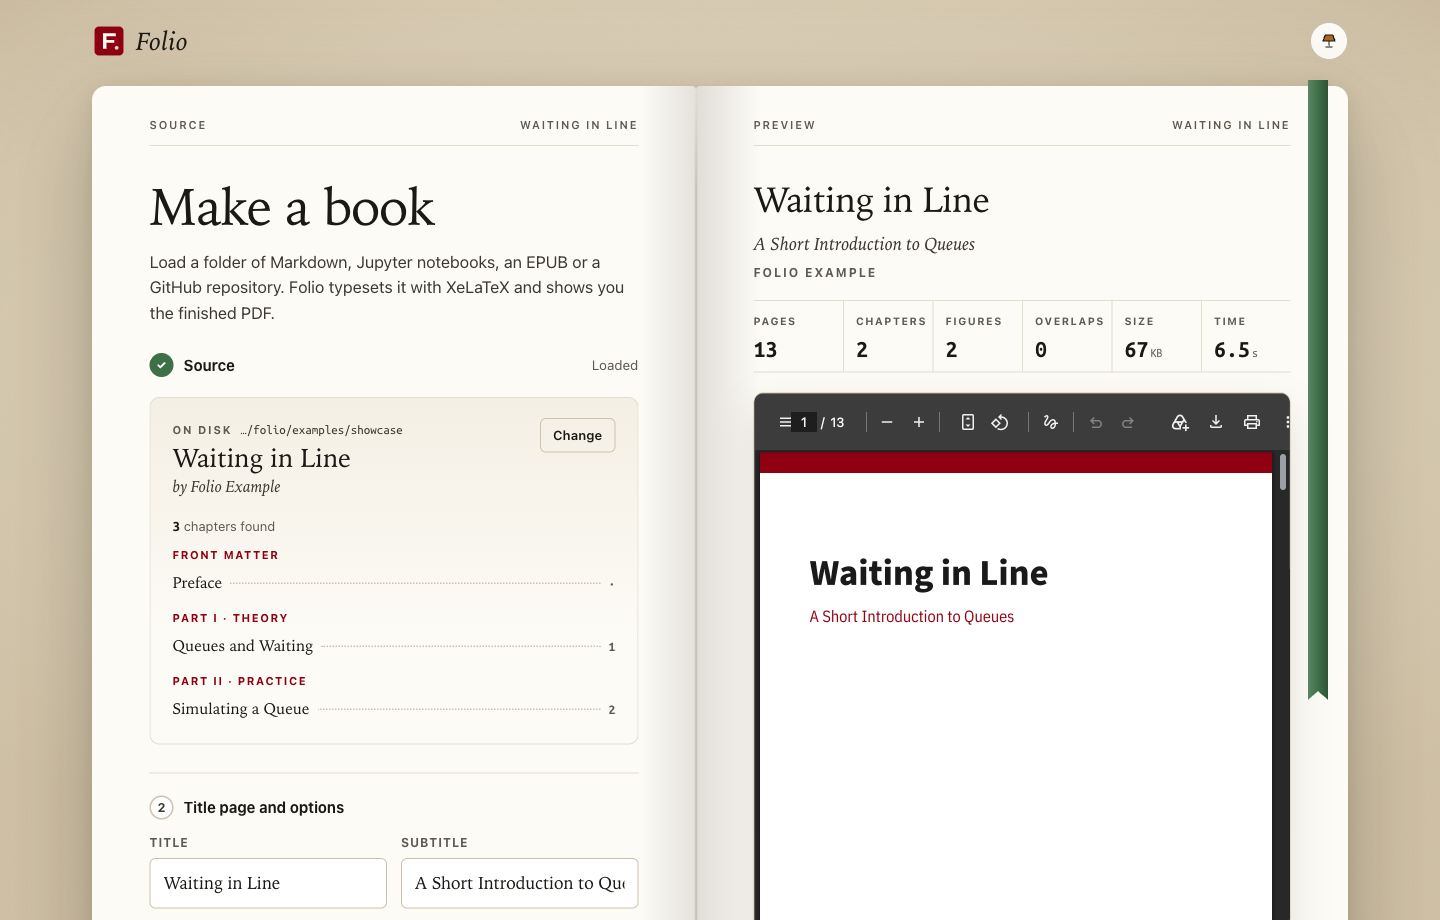 F. Folio
SOURCE WAITING IN LINE
Make a book
Load a folder of Markdown, Jupyter notebooks, an EPUB or a
GitHub repository. Folio typesets it with XeLaTeX and shows you
the finished PDF.
Source Loaded
ON DISK …/folio/examples/showcase
Change
Waiting in Line
by Folio Example
3 chapters found
FRONT MATTER
Preface ·
PART I · THEORY
Queues and Waiting 1
PART II · PRACTICE
Simulating a Queue 2
2 Title page and options
TITLE SUBTITLE
Waiting in Line A Short Introduction to Que
PREVIEW WAITING IN LINE
Waiting in Line
A Short Introduction to Queues
FOLIO EXAMPLE
PAGES CHAPTERS FIGURES OVERLAPS SIZE TIME
13 2 2 0 67 KB 6.5 s
1 / 13
Waiting in Line
A Short Introduction to Queues